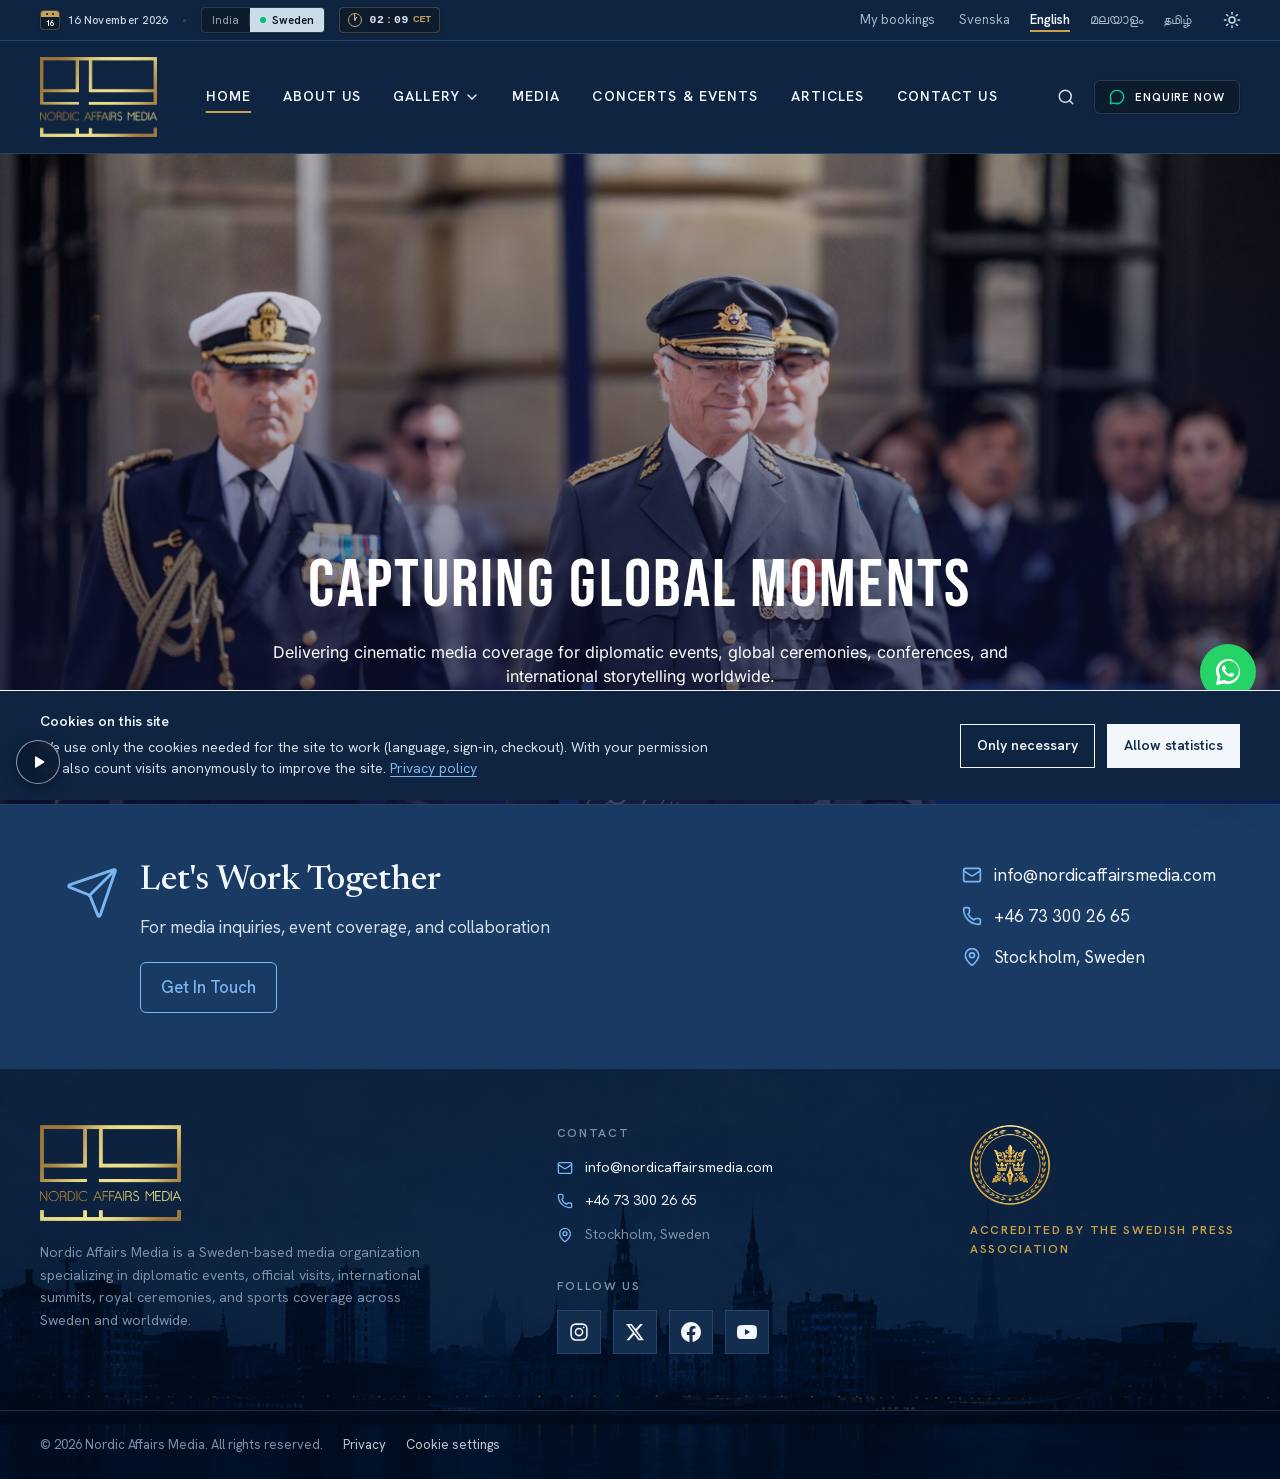 16 16 November 2026 India Sweden 02:09 CET My bookings Svenska English മലയാളം தமிழ்
NORDIC AFFAIRS MEDIA
HOME ABOUT US GALLERY MEDIA CONCERTS & EVENTS ARTICLES CONTACT US ENQUIRE NOW
CAPTURING GLOBAL MOMENTS
Delivering cinematic media coverage for diplomatic events, global ceremonies, conferences, and
international storytelling worldwide.
Cookies on this site
use only the cookies needed for the site to work (language, sign-in, checkout). With your permission
also count visits anonymously to improve the site. Privacy policy
Only necessary Allow statistics
Let's Work Together
For media inquiries, event coverage, and collaboration
Get In Touch
info@nordicaffairsmedia.com
+46 73 300 26 65
Stockholm, Sweden
NORDIC AFFAIRS MEDIA
Nordic Affairs Media is a Sweden-based media organization
specializing in diplomatic events, official visits, international
summits, royal ceremonies, and sports coverage across
Sweden and worldwide.
CONTACT
info@nordicaffairsmedia.com
+46 73 300 26 65
Stockholm, Sweden
FOLLOW US
ACCREDITED BY THE SWEDISH PRESS
ASSOCIATION
© 2026 Nordic Affairs Media. All rights reserved. Privacy Cookie settings